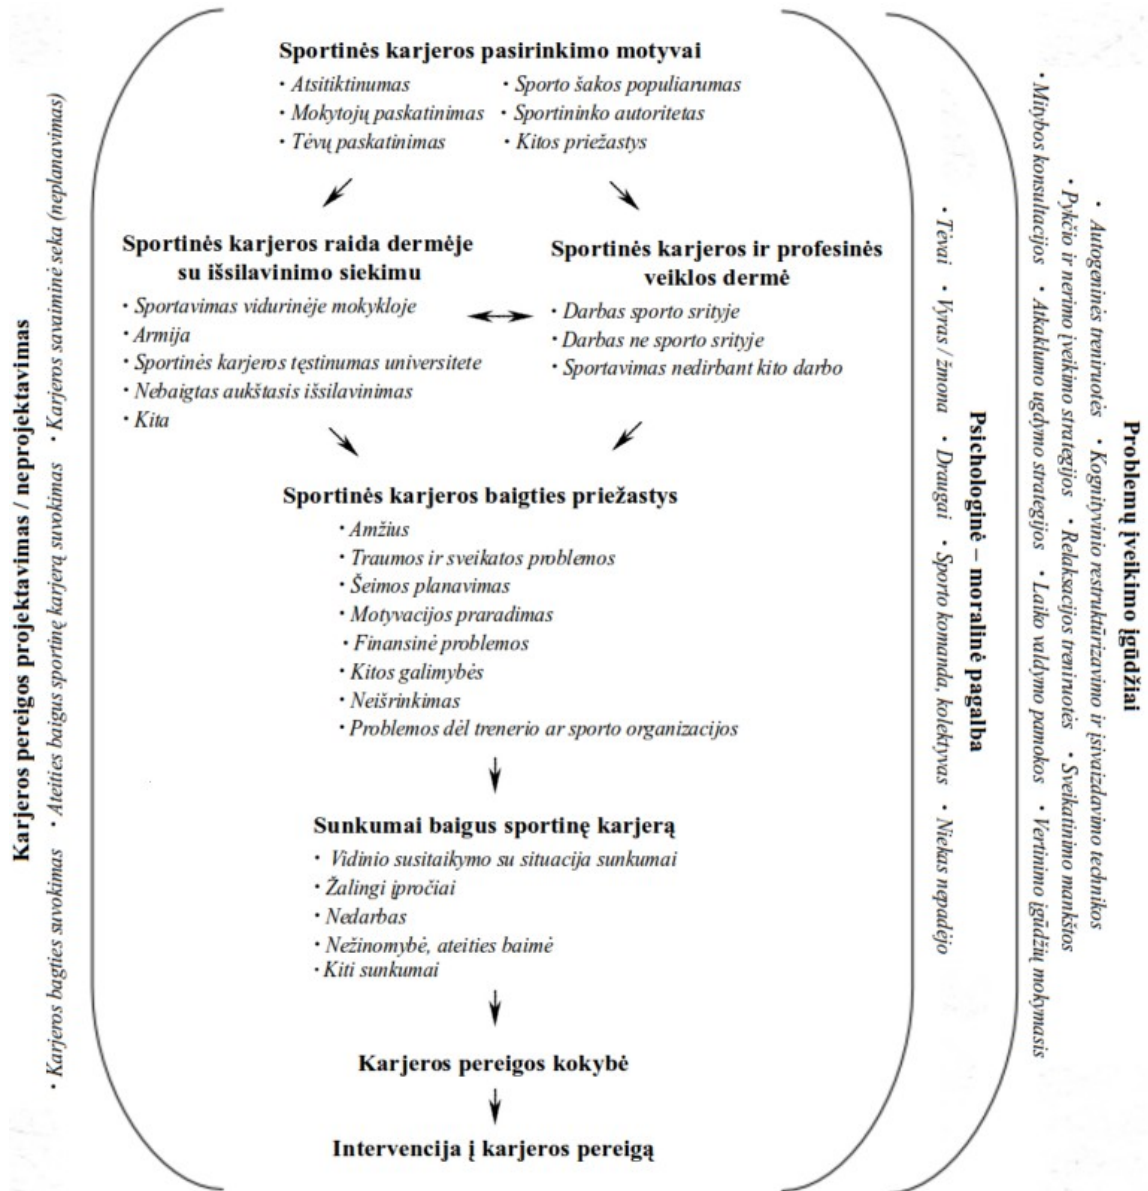 Karjeros pereigos projektavimas / neprojektavimas
• Karjeros bagties suvokimas • Ateities baigus sportinę karjerą suvokimas • Karjeros savaiminė seka (neplanavimas)
Sportinės karjeros pasirinkimo motyvai
• Atsitiktinumas • Sporto šakos populiarumas
• Mokytojų paskatinimas • Sportininko autoritetas
• Tėvų paskatinimas • Kitos priežastys
Sportinės karjeros raida dermėje
su išsilavinimo siekimu
• Sportavimas vidurinėje mokykloje
• Armija
• Sportinės karjeros tęstinumas universitete
• Nebaigtas aukštasis išsilavinimas
• Kita
Sportinės karjeros ir profesinės
veiklos dermė
• Darbas sporto srityje
• Darbas ne sporto srityje
• Sportavimas nedirbant kito darbo
Sportinės karjeros baigties priežastys
• Amžius
• Traumos ir sveikatos problemos
• Šeimos planavimas
• Motyvacijos praradimas
• Finansinė problemos
• Kitos galimybės
• Neišrinkimas
• Problemos dėl trenerio ar sporto organizacijos
Sunkumai baigus sportinę karjerą
• Vidinio susitaikymo su situacija sunkumai
• Žalingi įpročiai
• Nedarbas
• Nežinomybė, ateities baimė
• Kiti sunkumai
Karjeros pereigos kokybė
Intervencija į karjeros pereigą
Psichologinė – moralinė pagalba
• Tėvai • Vyras / žmona • Draugai • Sporto komanda, kolektyvas • Niekas nepadėjo
Problemų įveikimo įgūdžiai
• Autogeninės treniruotės • Kognityvinio restruktūrizavimo ir įsivaizdavimo technikos
• Pykčio ir nerimo įveikimo strategijos • Relaksacijos treniruotės • Sveikatinimo mankštos
• Mitybos konsultacijos • Atkaklumo ugdymo strategijos • Laiko valdymo pamokos • Vertinimo įgūdžių mokymasis